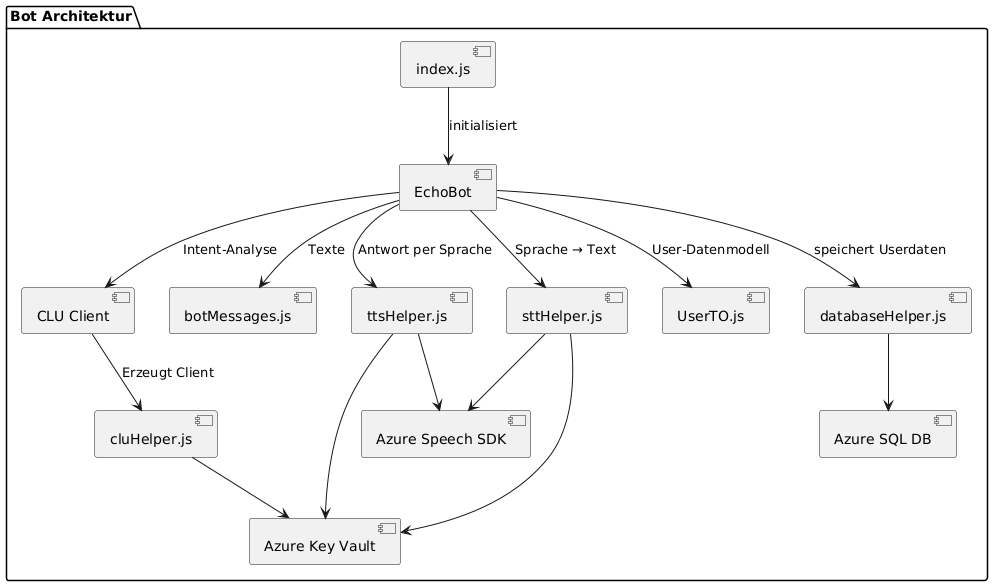 Bot Architektur
index.js
initialisiert
EchoBot
Intent-Analyse
Texte
Antwort per Sprache
Sprache → Text
User-Datenmodell
speichert Userdaten
CLU Client
botMessages.js
ttsHelper.js
sttHelper.js
UserTO.js
databaseHelper.js
Erzeugt Client
cluHelper.js
Azure Speech SDK
Azure SQL DB
Azure Key Vault